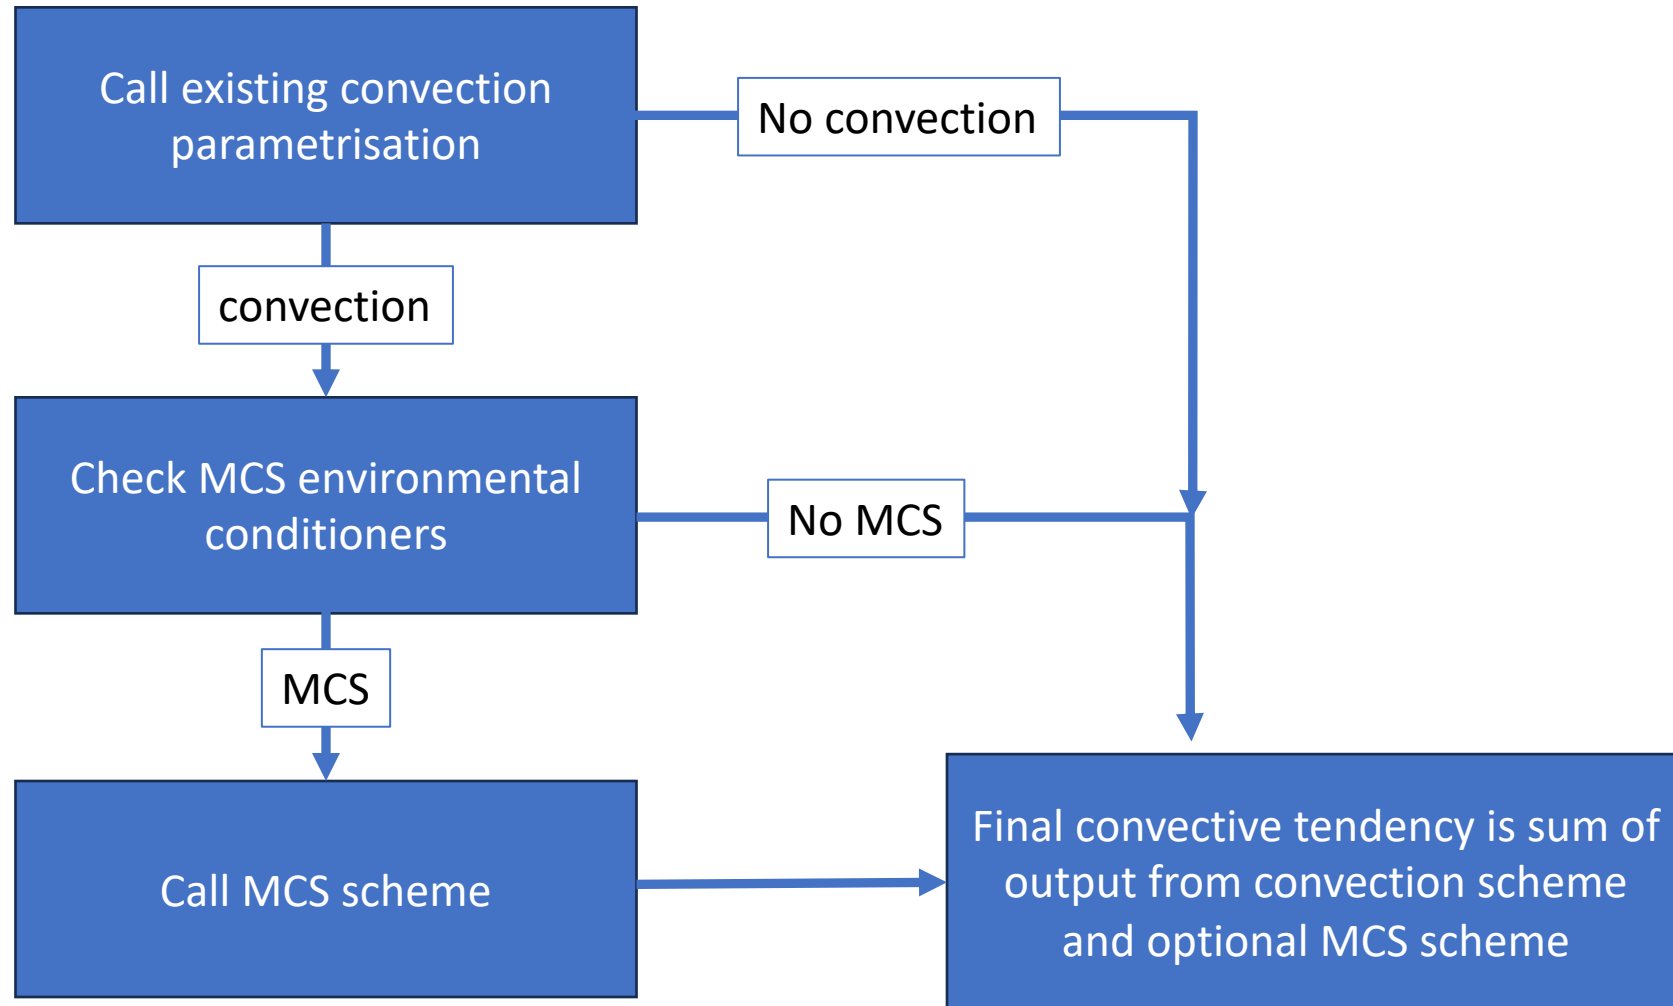 Call existing convection
parametrisation
No convection
convection
Check MCS environmental
conditioners
No MCS
MCS
Call MCS scheme
Final convective tendency is sum of
output from convection scheme
and optional MCS scheme